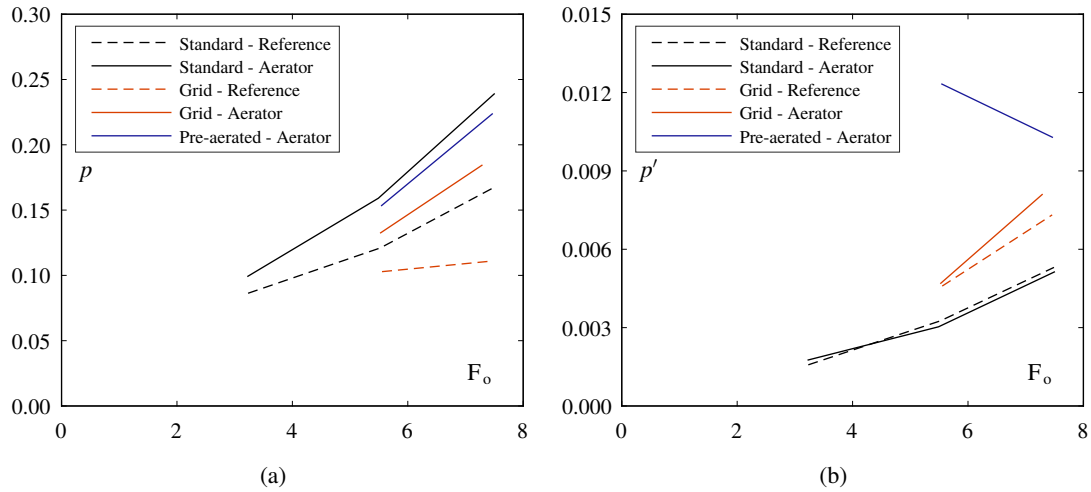 0.30
0.25
0.20
0.15
0.10
0.05
0.00
p
Standard - Reference
Standard - Aerator
Grid - Reference
Grid - Aerator
Pre-aerated - Aerator
Fo
0 2 4 6 8
(a)
0.015
0.012
0.009
0.006
0.003
0.000
p′
Standard - Reference
Standard - Aerator
Grid - Reference
Grid - Aerator
Pre-aerated - Aerator
Fo
0 2 4 6 8
(b)